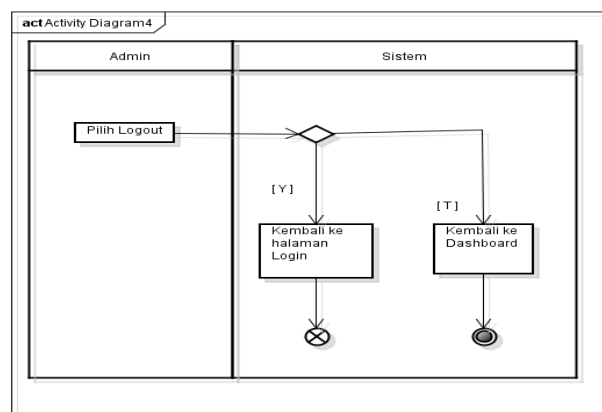 act Activity Diagram4
Admin
Sistem
Pilih Logout
[ Y ]
[ T ]
Kembali ke
halaman
Login
Kembali ke
Dashboard